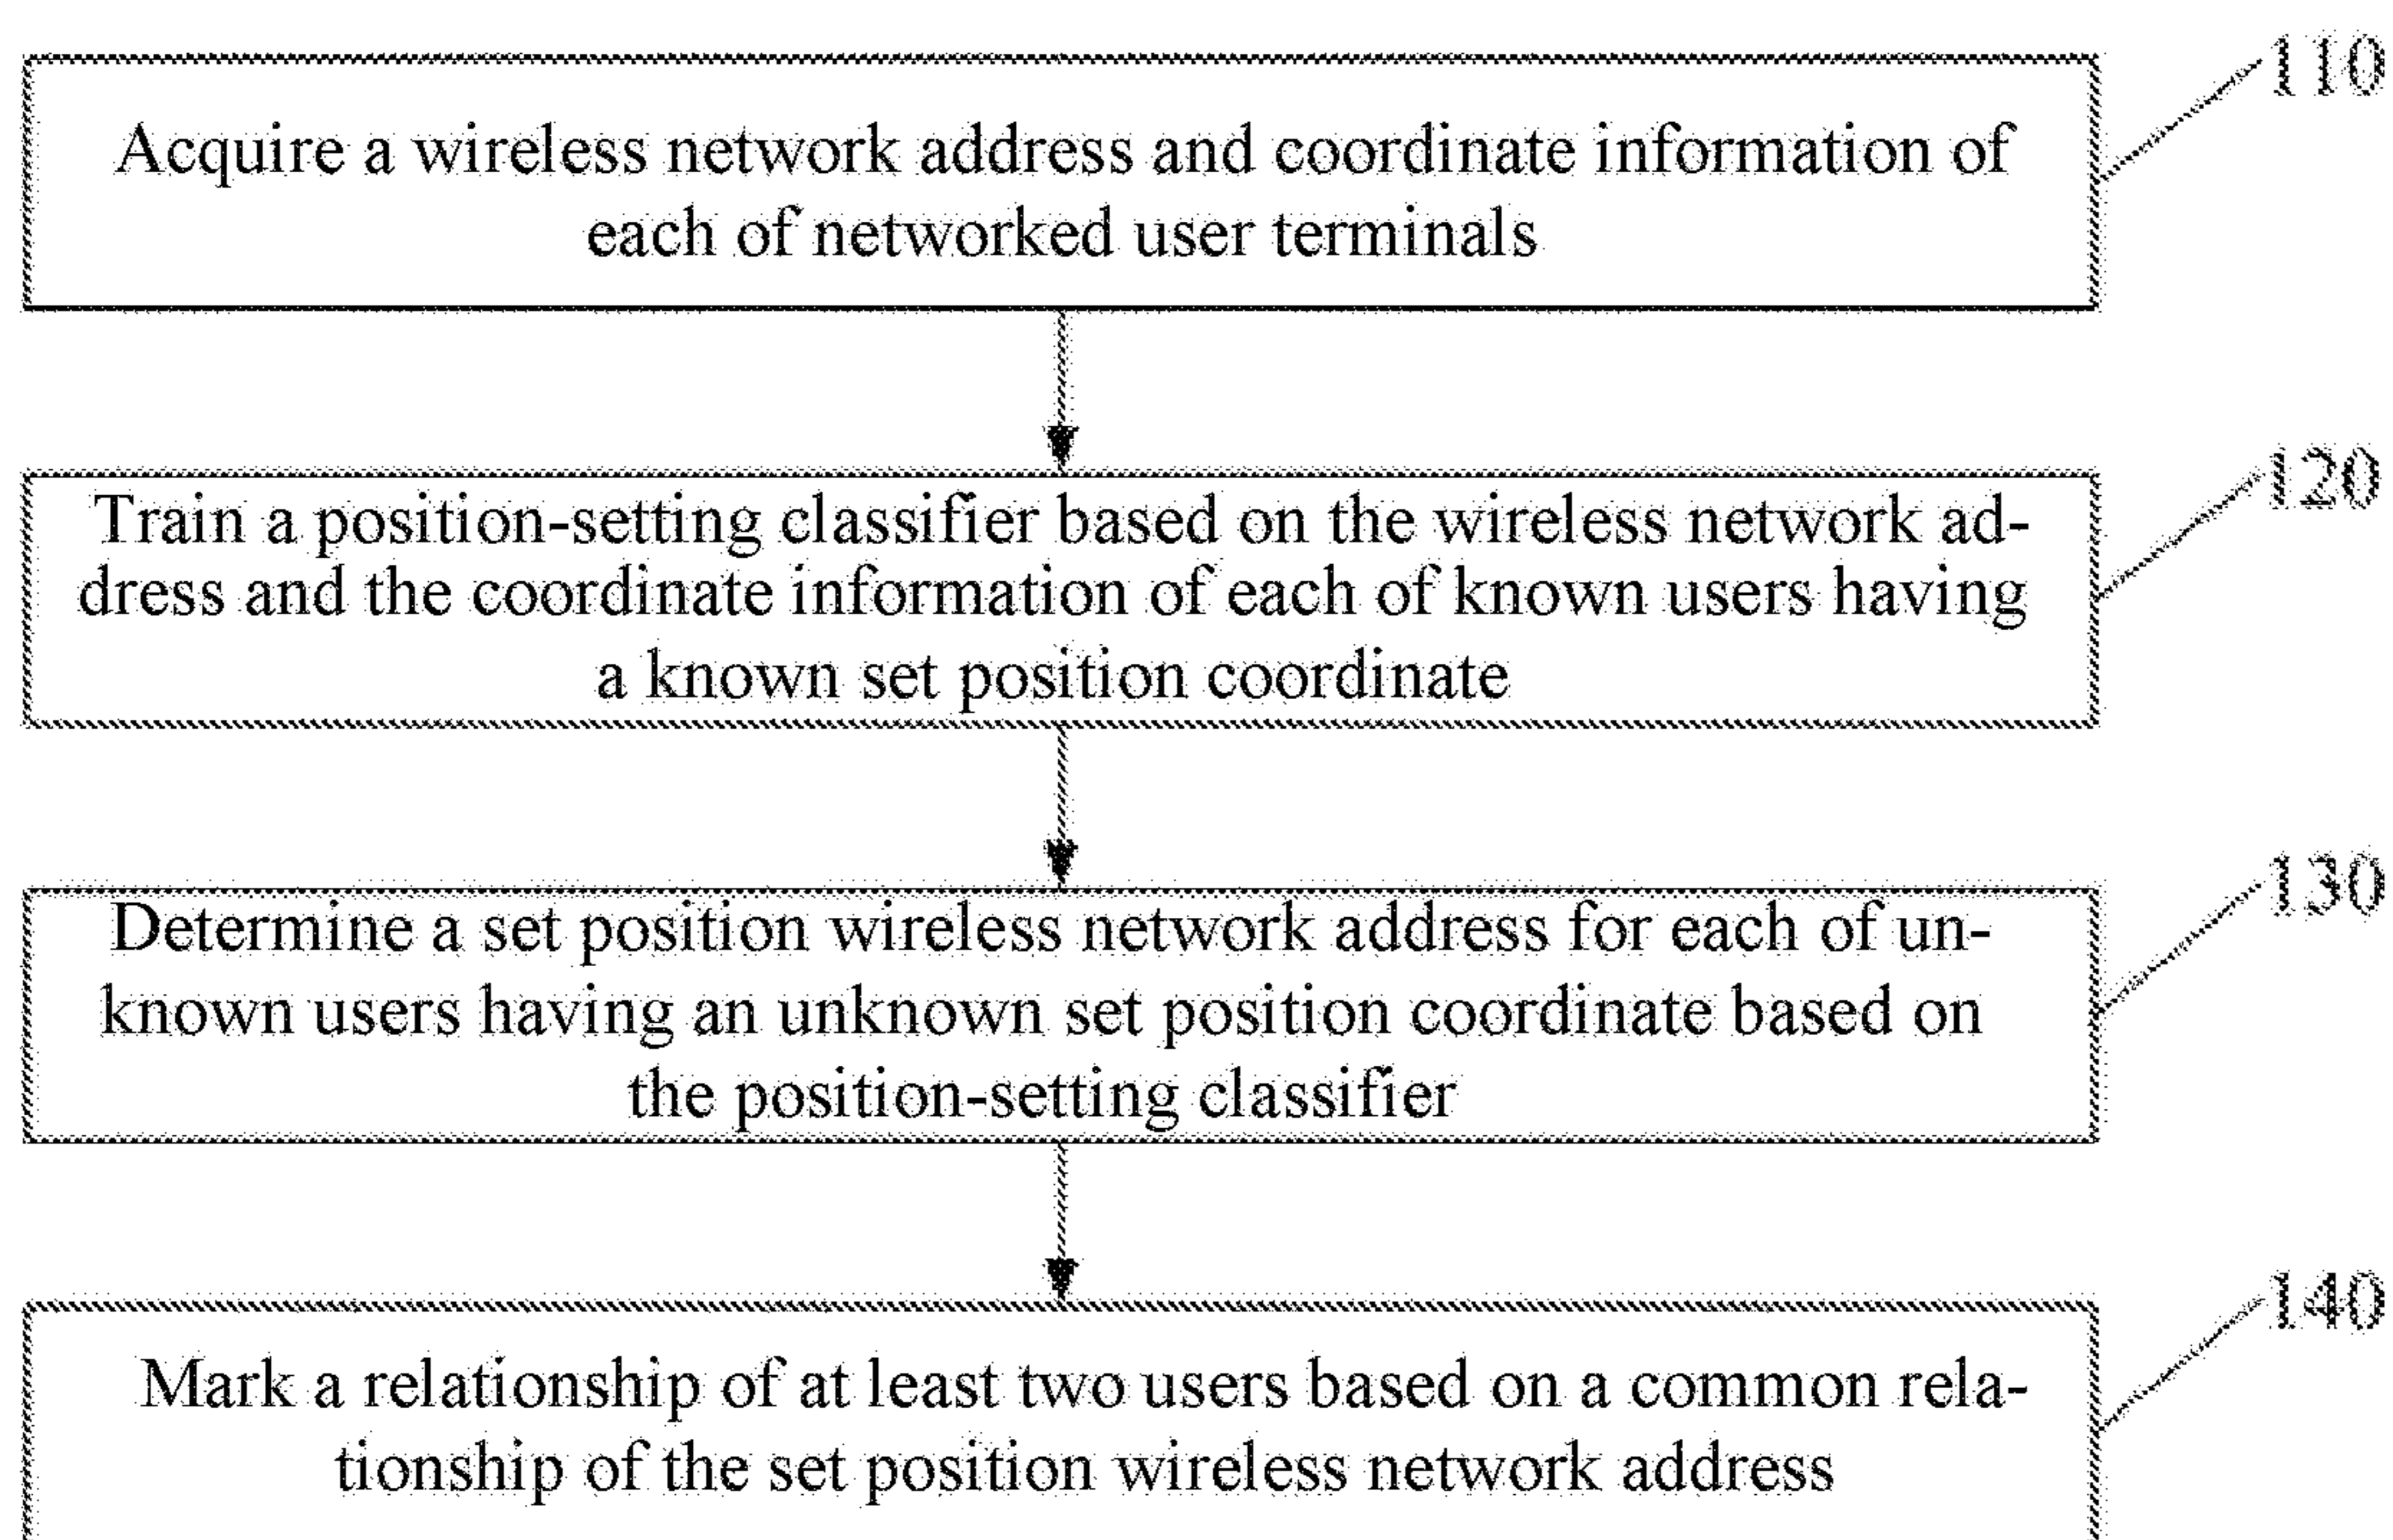 110
Acquire a wireless network address and coordinate information of
each of networked user terminals
120
Train a position-setting classifier based on the wireless network ad-
dress and the coordinate information of each of known users having
a known set position coordinate
130
Determine a set position wireless network address for each of un-
known users having an unknown set position coordinate based on
the position-setting classifier
140
Mark a relationship of at least two users based on a common rela-
tionship of the set position wireless network address